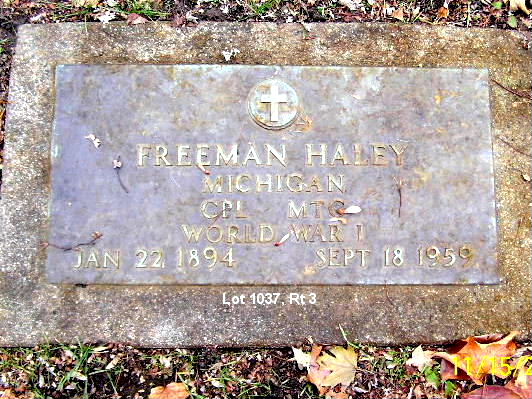 FREEMAN HALEY
MICHIGAN
CPL MTC
WORLD WAR I
JAN 22 1894 SEPT 18 1959
Lot 1037, Rt 3